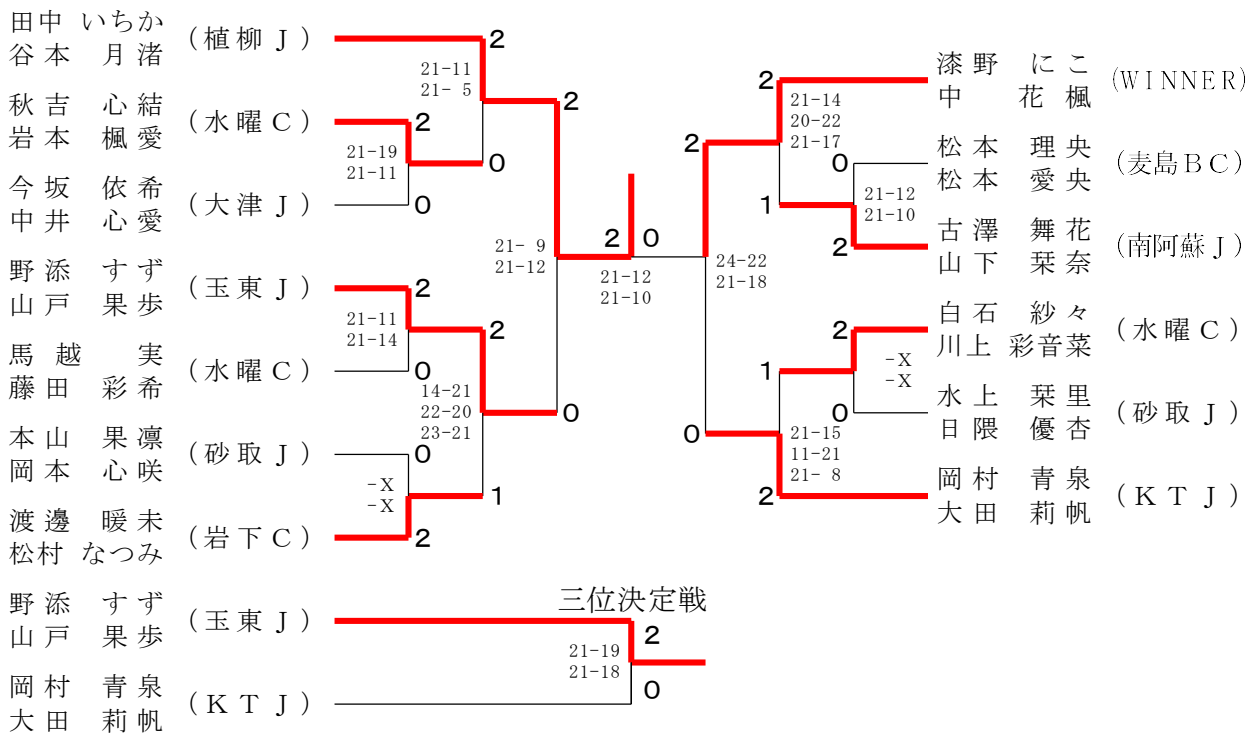 田中 いちか
谷本 月渚
(植柳J)
秋吉 心結
岩本 楓愛
(水曜C)
今坂 依希
中井 心愛
(大津J)
野添 すず
山戸 果歩
(玉東J)
馬越 実
藤田 彩希
(水曜C)
本山 果凛
岡本 心咲
(砂取J)
渡邊 暖未
松村 なつみ
(岩下C)
2
21-11
21- 5
2
0
21-19
21-11
0
2
21- 9
21-12
2
21-11
21-14
0
2
14-21
22-20
23-21
0
0
-X
-X
1
2
2
0
21-12
21-10
2
24-22
21-18
0
2
21-14
20-22
21-17
1
0
21-12
21-10
2
2
-X
-X
0
1
21-15
11-21
21- 8
2
漆野 にこ
中 花楓
(WINNER)
松本 理央
松本 愛央
(麦島BC)
古澤 舞花
山下 栞奈
(南阿蘇J)
白石 紗々
川上 彩音菜
(水曜C)
水上 栞里
日隈 優杏
(砂取J)
岡村 青泉
大田 莉帆
(KTJ)
三位決定戦
野添 すず
山戸 果歩
(玉東J)
岡村 青泉
大田 莉帆
(KTJ)
2
21-19
21-18
0